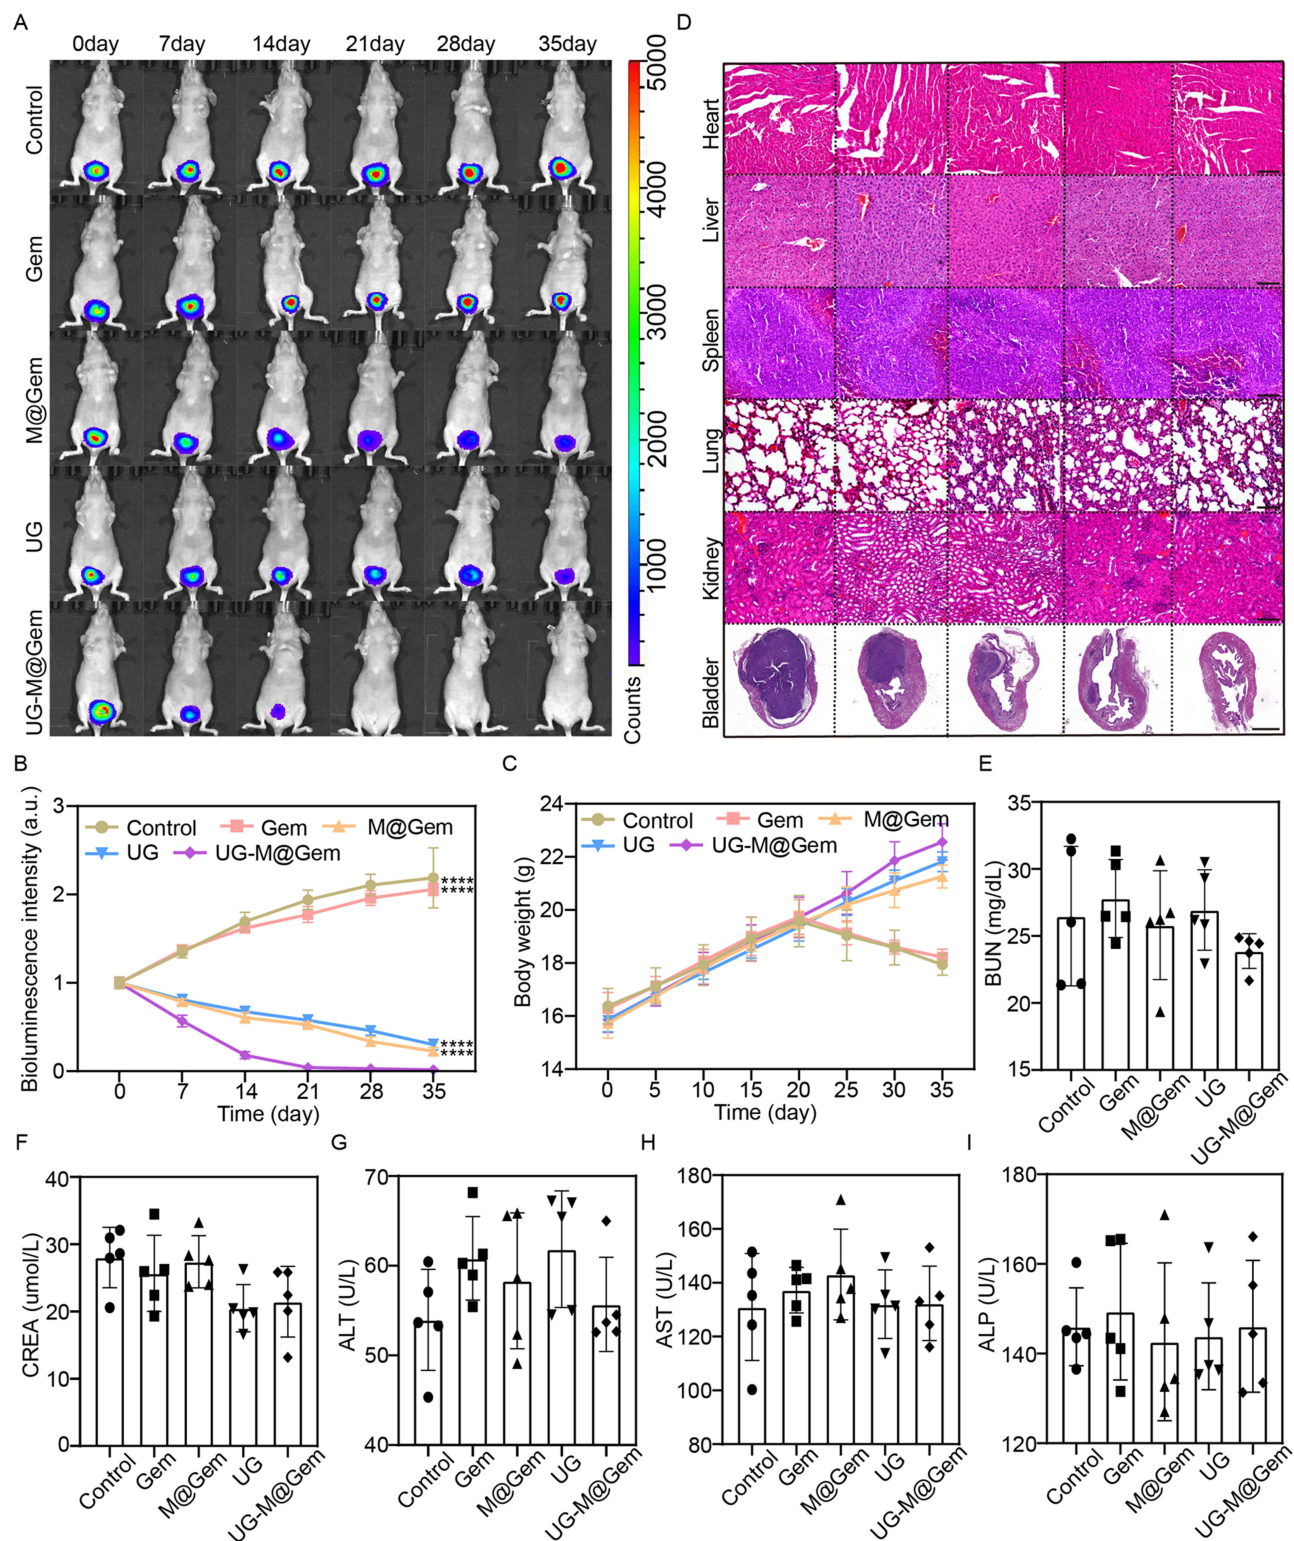 A
0day 7day 14day 21day 28day 35day
Control
Gem
M@Gem
UG
UG-M@Gem
5000
4000
3000
2000
1000
Counts
D
Heart
Liver
Spleen
Lung
Kidney
Bladder
B
Bioluminescence intensity (a.u.)
3
2
1
0
Control Gem M@Gem
UG UG-M@Gem
****
****
****
****
0 7 14 21 28 35
Time (day)
C
Body weight (g)
24
22
20
18
16
14
Control Gem M@Gem
UG UG-M@Gem
0 5 10 15 20 25 30 35
Time (day)
E
BUN (mg/dL)
35
30
25
20
15
Control Gem M@Gem UG UG-M@Gem
F
CREA (umol/L)
40
30
20
10
0
Control Gem M@Gem UG UG-M@Gem
G
ALT (U/L)
70
60
50
40
Control Gem M@Gem UG UG-M@Gem
H
AST (U/L)
180
160
140
120
100
80
Control Gem M@Gem UG UG-M@Gem
I
ALP (U/L)
180
160
140
120
Control Gem M@Gem UG UG-M@Gem